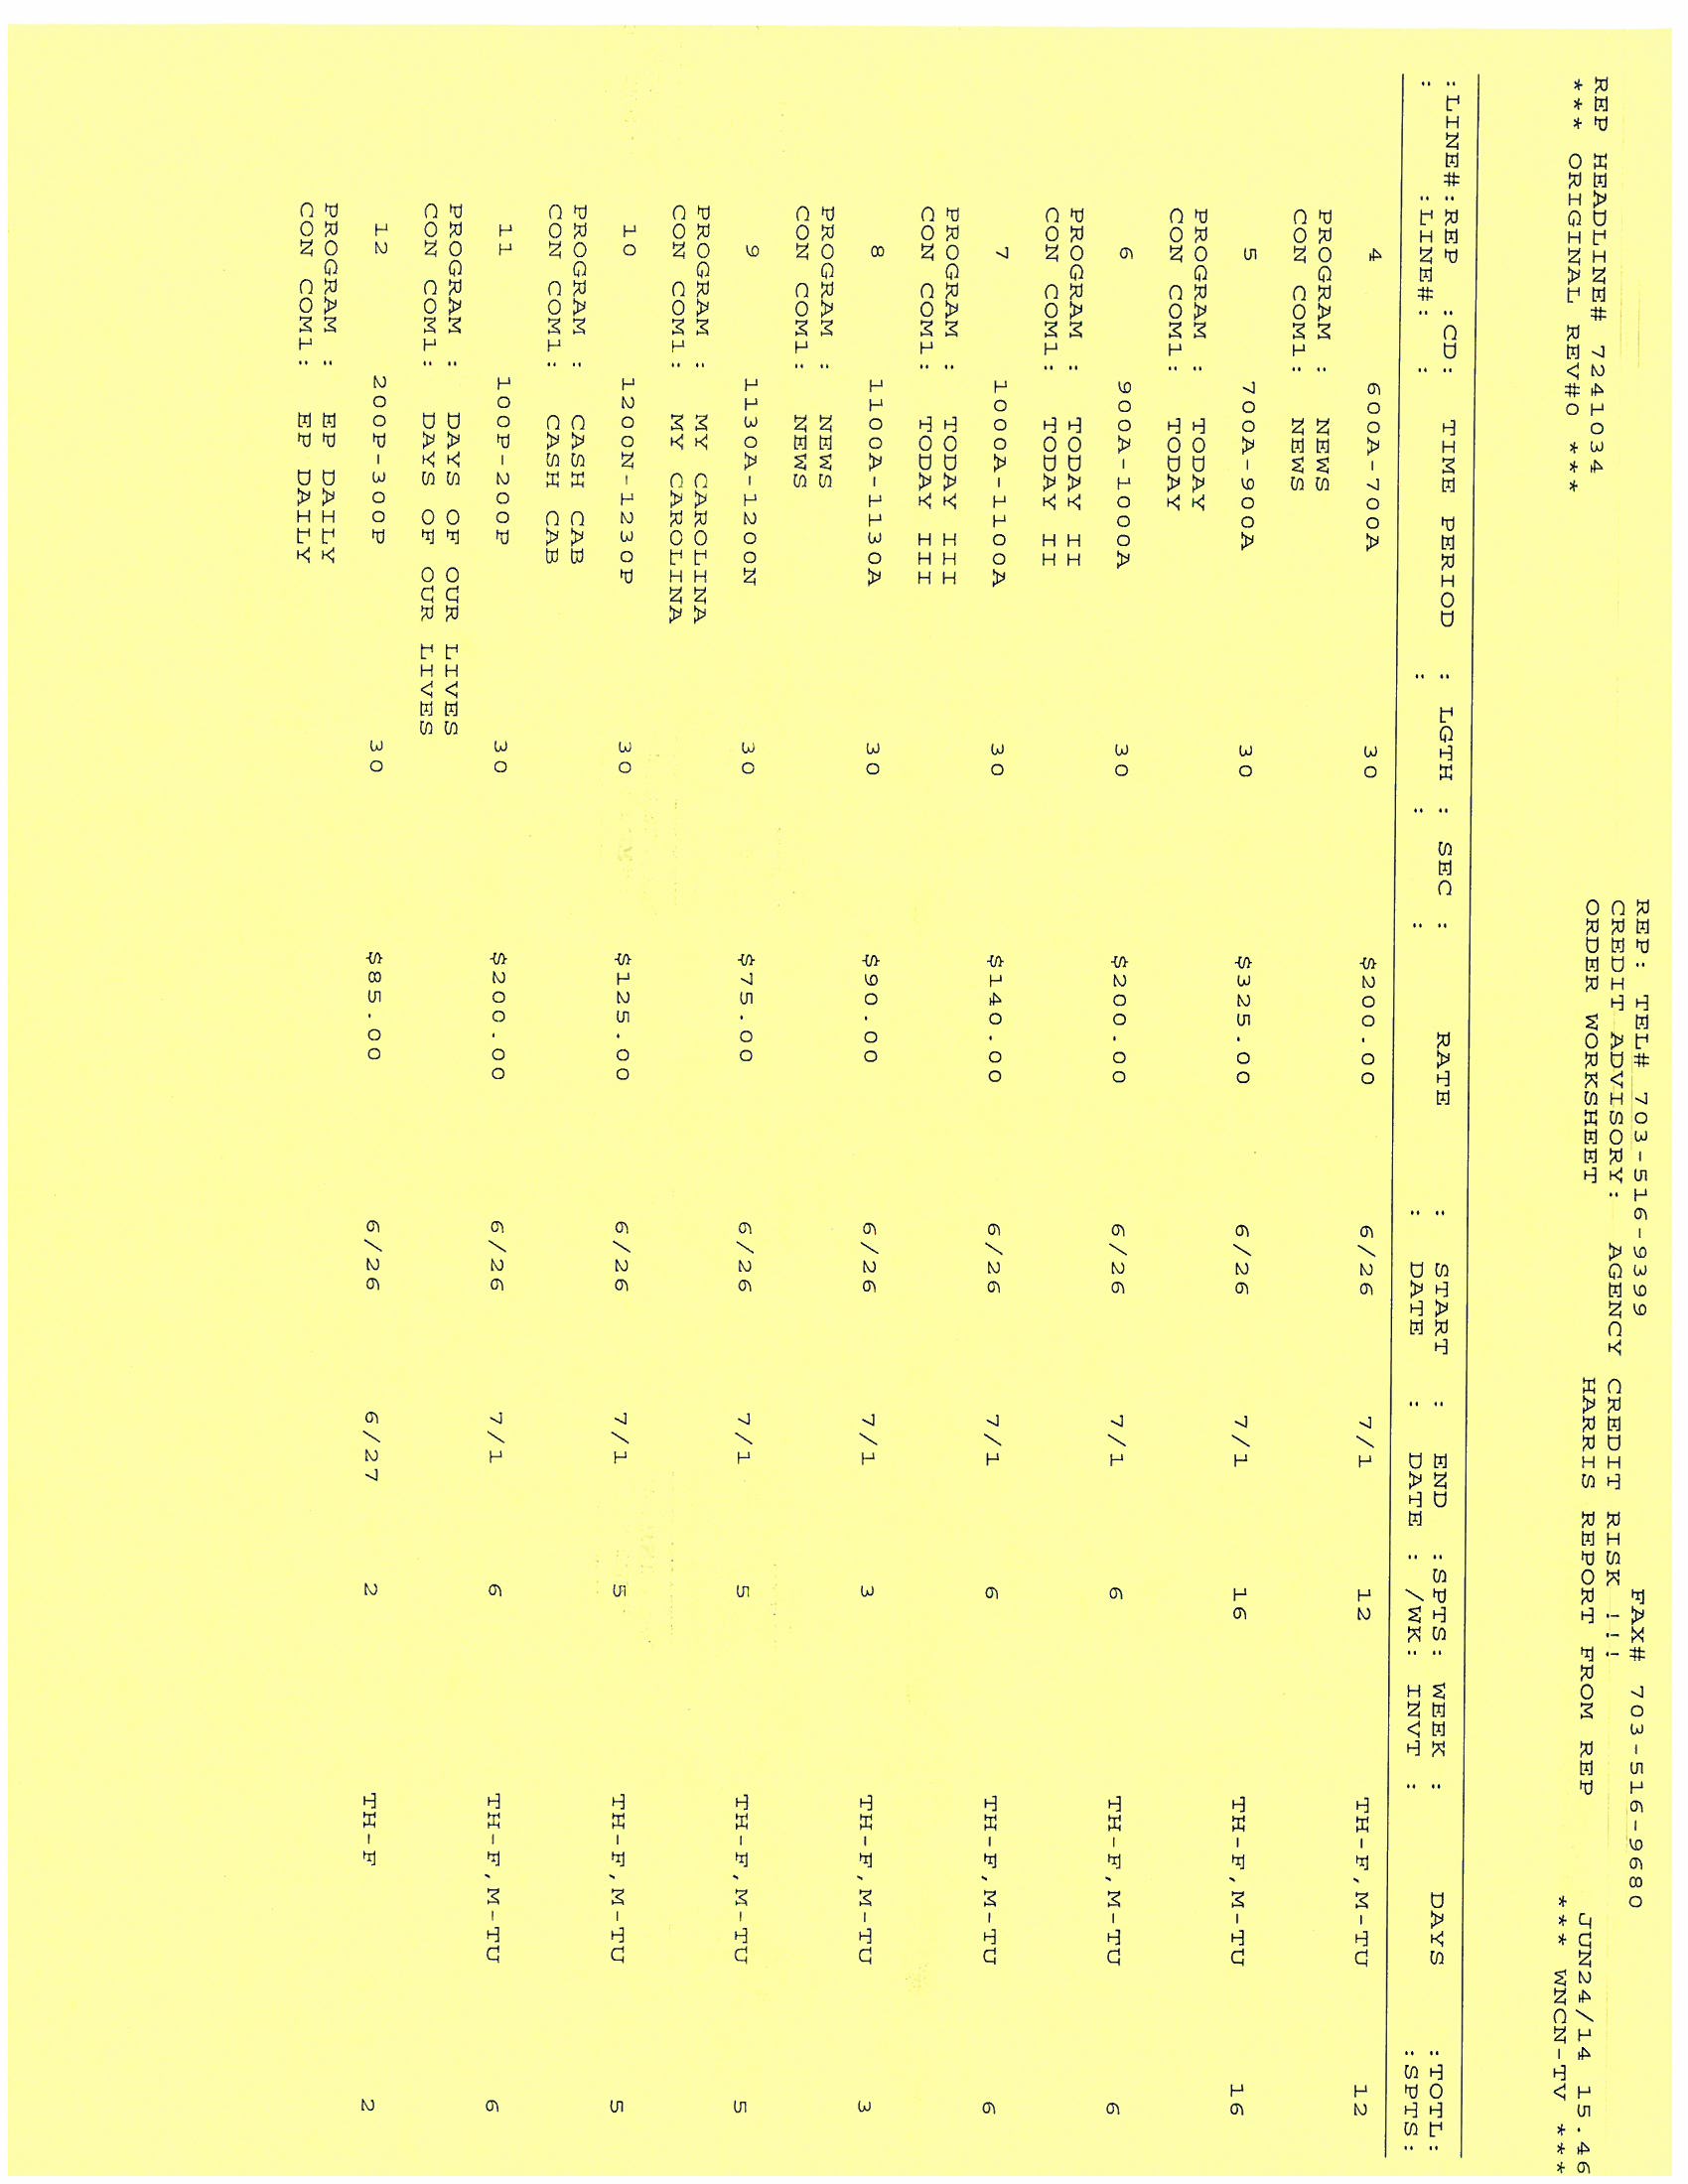 REP: TEL# 703-516-9399 FAX# 703-516-9680
CREDIT ADVISORY: AGENCY CREDIT RISK !!!
REP HEADLINE# 7241034 ORDER WORKSHEET HARRIS REPORT FROM REP JUN24/14 15.46
*** ORIGINAL REV#0 *** *** WNCN-TV ***
:LINE#:REP :CD: TIME PERIOD : LGTH : SEC : RATE : START : END :SPTS: WEEK : DAYS :TOTL:
: :LINE#: : : : : DATE : DATE : /WK: INVT : :SPTS:
4 600A-700A 30 $200.00 6/26 7/1 12 TH-F,M-TU 12
PROGRAM : NEWS
CON COM1: NEWS
5 700A-900A 30 $325.00 6/26 7/1 16 TH-F,M-TU 16
PROGRAM : TODAY
CON COM1: TODAY
6 900A-1000A 30 $200.00 6/26 7/1 6 TH-F,M-TU 6
PROGRAM : TODAY II
CON COM1: TODAY II
7 1000A-1100A 30 $140.00 6/26 7/1 6 TH-F,M-TU 6
PROGRAM : TODAY III
CON COM1: TODAY III
8 1100A-1130A 30 $90.00 6/26 7/1 3 TH-F,M-TU 3
PROGRAM : NEWS
CON COM1: NEWS
9 1130A-1200N 30 $75.00 6/26 7/1 5 TH-F,M-TU 5
PROGRAM : MY CAROLINA
CON COM1: MY CAROLINA
10 1200N-1230P 30 $125.00 6/26 7/1 5 TH-F,M-TU 5
PROGRAM : CASH CAB
CON COM1: CASH CAB
11 100P-200P 30 $200.00 6/26 7/1 6 TH-F,M-TU 6
PROGRAM : DAYS OF OUR LIVES
CON COM1: DAYS OF OUR LIVES
12 200P-300P 30 $85.00 6/26 6/27 2 TH-F 2
PROGRAM : EP DAILY
CON COM1: EP DAILY